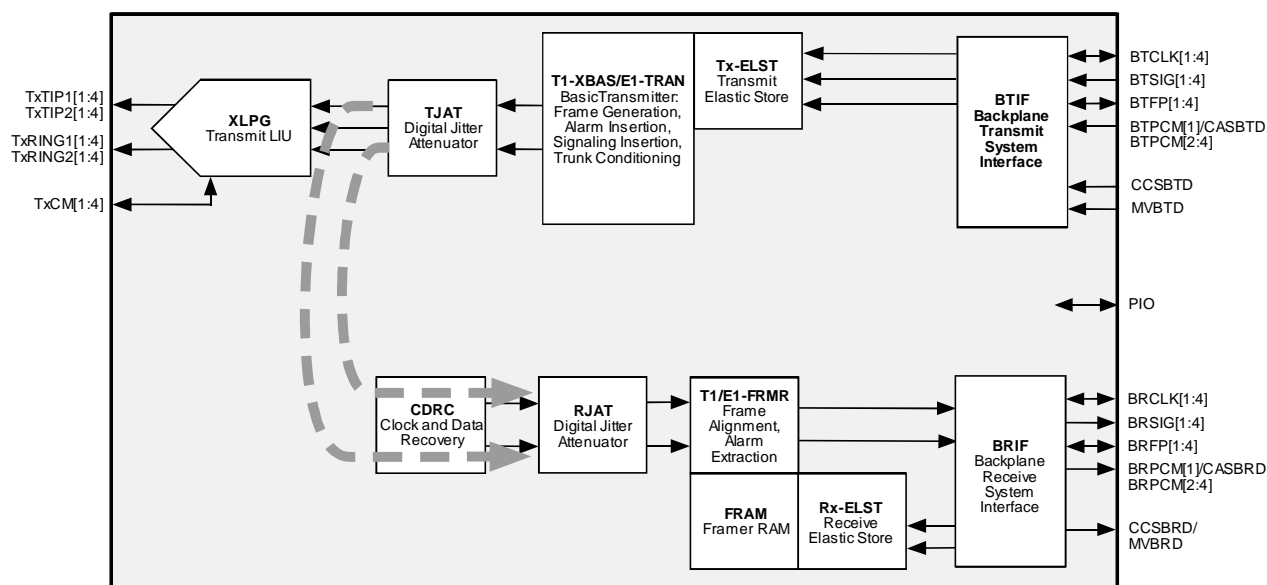 TxTIP1[1:4]
TxTIP2[1:4]
TxRING1[1:4]
TxRING2[1:4]
TxCM[1:4]
XLPG
Transmit LIU
TJAT
Digital Jitter
Attenuator
T1-XBAS/E1-TRAN
BasicTransmitter:
Frame Generation,
Alarm Insertion,
Signaling Insertion,
Trunk Conditioning
Tx-ELST
Transmit
Elastic Store
BTIF
Backplane
Transmit
System
Interface
BTCLK[1:4]
BTSIG[1:4]
BTFP[1:4]
BTPCM[1]/CASBTD
BTPCM[2:4]
CCSBTD
MVBTD
PIO
CDRC
Clock and Data
Recovery
RJAT
Digital Jitter
Attenuator
T1/E1-FRMR
Frame
Alignment,
Alarm
Extraction
FRAM
Framer RAM
Rx-ELST
Receive
Elastic Store
BRIF
Backplane
Receive
System
Interface
BRCLK[1:4]
BRSIG[1:4]
BRFP[1:4]
BRPCM[1]/CASBRD
BRPCM[2:4]
CCSBRD/
MVBRD